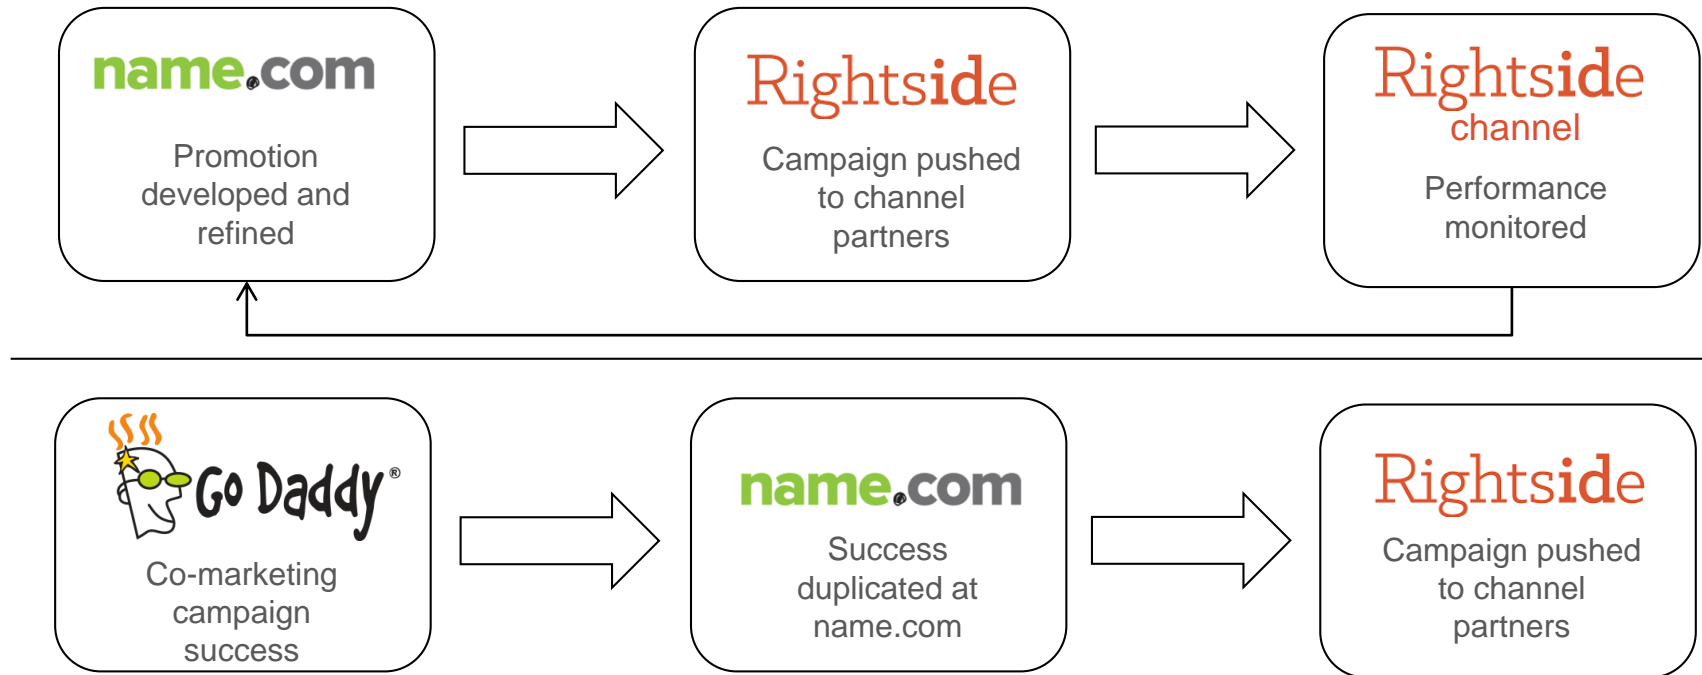 name.com
Promotion
developed and
refined
Rightside
Campaign pushed
to channel
partners
Rightside
channel
Performance
monitored
Go Daddy®
Co-marketing
campaign
success
name.com
Success
duplicated at
name.com
Rightside
Campaign pushed
to channel
partners